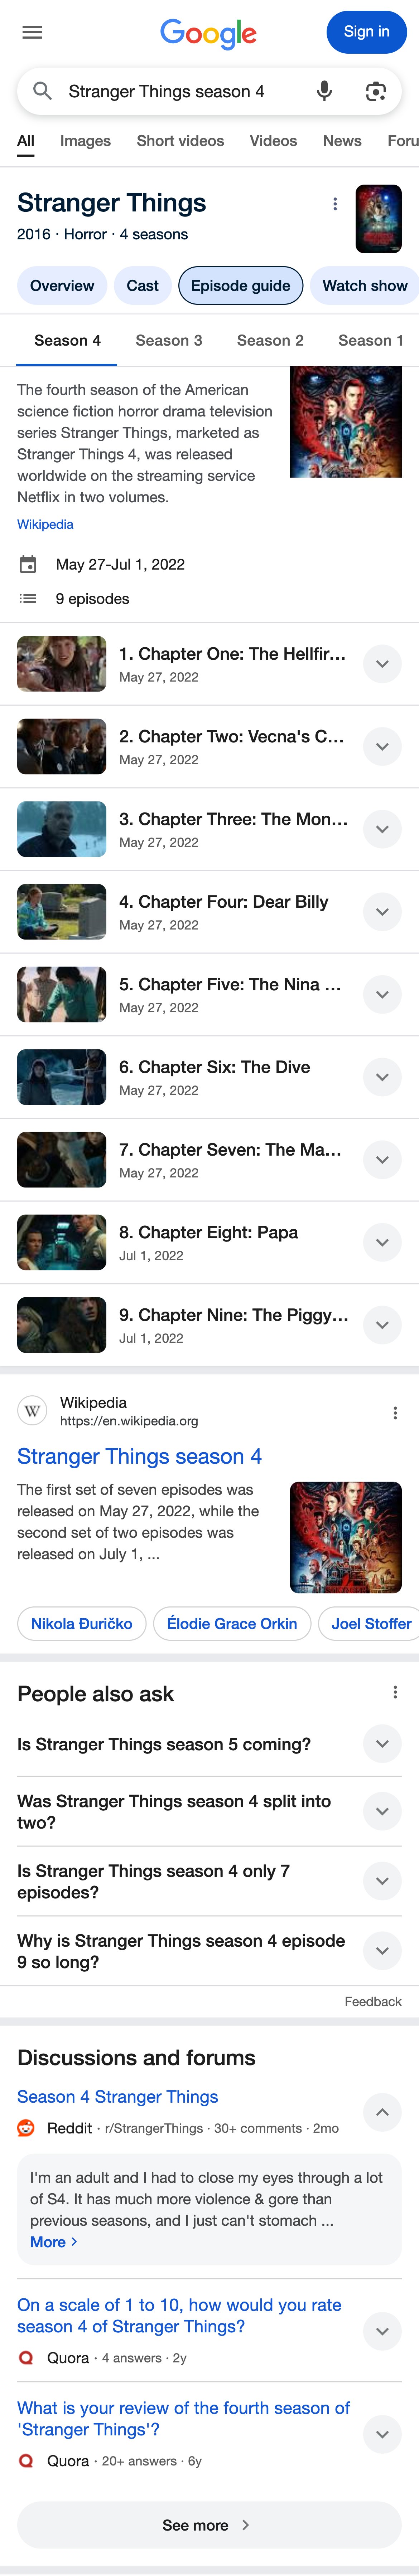 Google
Sign in
Stranger Things season 4
All Images Short videos Videos News Foru
Stranger Things
2016 · Horror · 4 seasons
Overview Cast Episode guide Watch show
Season 4 Season 3 Season 2 Season 1
The fourth season of the American
science fiction horror drama television
series Stranger Things, marketed as
Stranger Things 4, was released
worldwide on the streaming service
Netflix in two volumes.
Wikipedia
May 27-Jul 1, 2022
9 episodes
1. Chapter One: The Hellfir...
May 27, 2022
2. Chapter Two: Vecna's C...
May 27, 2022
3. Chapter Three: The Mon...
May 27, 2022
4. Chapter Four: Dear Billy
May 27, 2022
5. Chapter Five: The Nina ...
May 27, 2022
6. Chapter Six: The Dive
May 27, 2022
7. Chapter Seven: The Ma...
May 27, 2022
8. Chapter Eight: Papa
Jul 1, 2022
9. Chapter Nine: The Piggy...
Jul 1, 2022
W
Wikipedia
https://en.wikipedia.org
Stranger Things season 4
The first set of seven episodes was
released on May 27, 2022, while the
second set of two episodes was
released on July 1, ...
Nikola Đuričko Élodie Grace Orkin Joel Stoffer
People also ask
Is Stranger Things season 5 coming?
Was Stranger Things season 4 split into
two?
Is Stranger Things season 4 only 7
episodes?
Why is Stranger Things season 4 episode
9 so long?
Feedback
Discussions and forums
Season 4 Stranger Things
Reddit · r/StrangerThings · 30+ comments · 2mo
I'm an adult and I had to close my eyes through a lot
of S4. It has much more violence & gore than
previous seasons, and I just can't stomach ...
More >
On a scale of 1 to 10, how would you rate
season 4 of Stranger Things?
Quora · 4 answers · 2y
What is your review of the fourth season of
'Stranger Things'?
Quora · 20+ answers · 6y
See more >